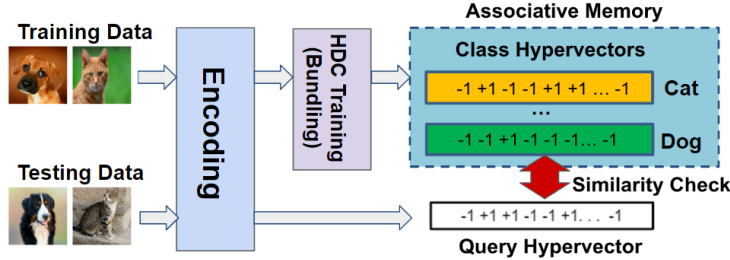 Training Data
Testing Data
Encoding
HDC Training
(Bundling)
Associative Memory
Class Hypervectors
-1 +1 -1 -1 +1 +1 ... -1
Cat
...
-1 -1 +1 -1 -1 -1... -1
Dog
Similarity Check
-1 +1 +1 -1 -1 +1. . . -1
Query Hypervector